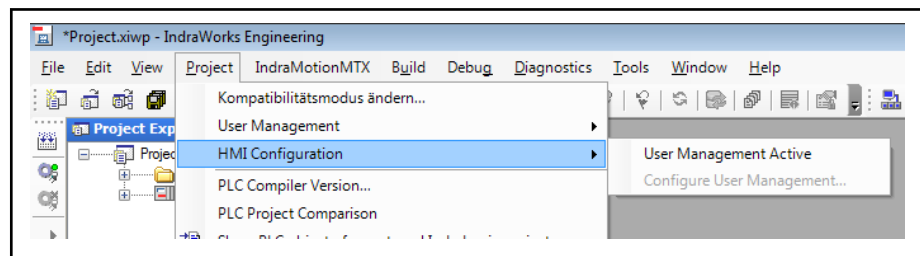 *Project.xiwp - IndraWorks Engineering
File Edit View Project IndraMotionMTX Build Debug Diagnostics Tools Window Help
Kompatibilitätsmodus ändern...
Project Exp
User Management
Projec
HMI Configuration
User Management Active
Configure User Management...
PLC Compiler Version...
PLC Project Comparison